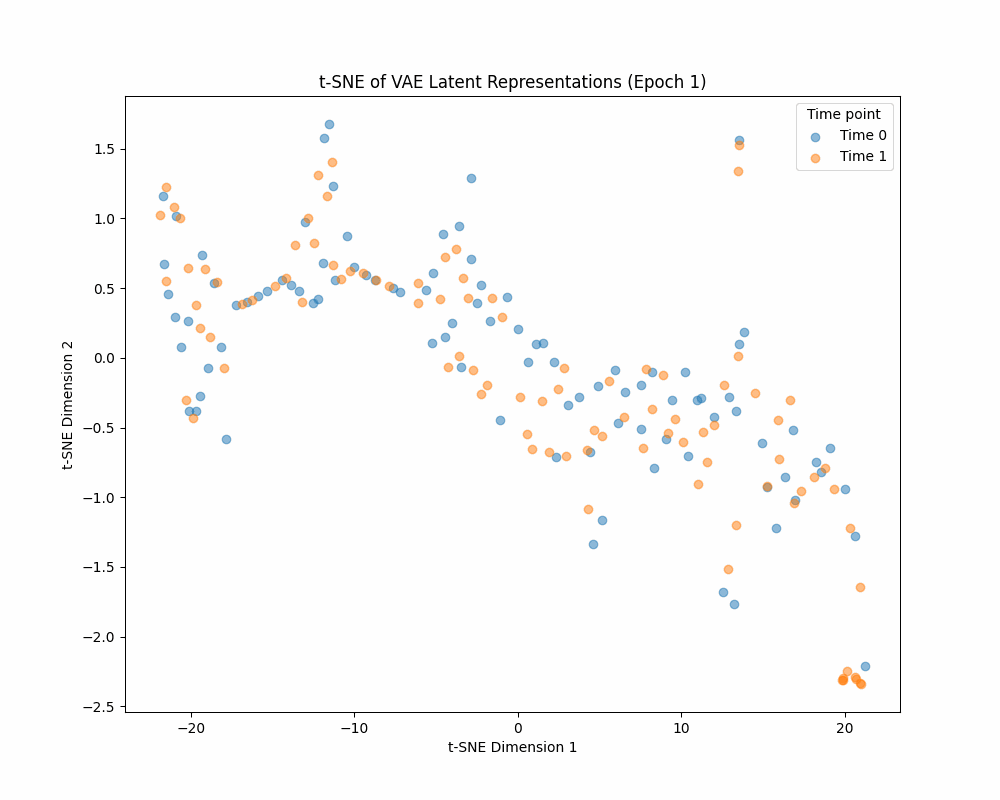 t-SNE of VAE Latent Representations (Epoch 1)
Time point
Time 0
Time 1
1.5
1.0
0.5
0.0
−0.5
−1.0
−1.5
−2.0
−2.5
t-SNE Dimension 2
−20
−10
0
10
20
t-SNE Dimension 1